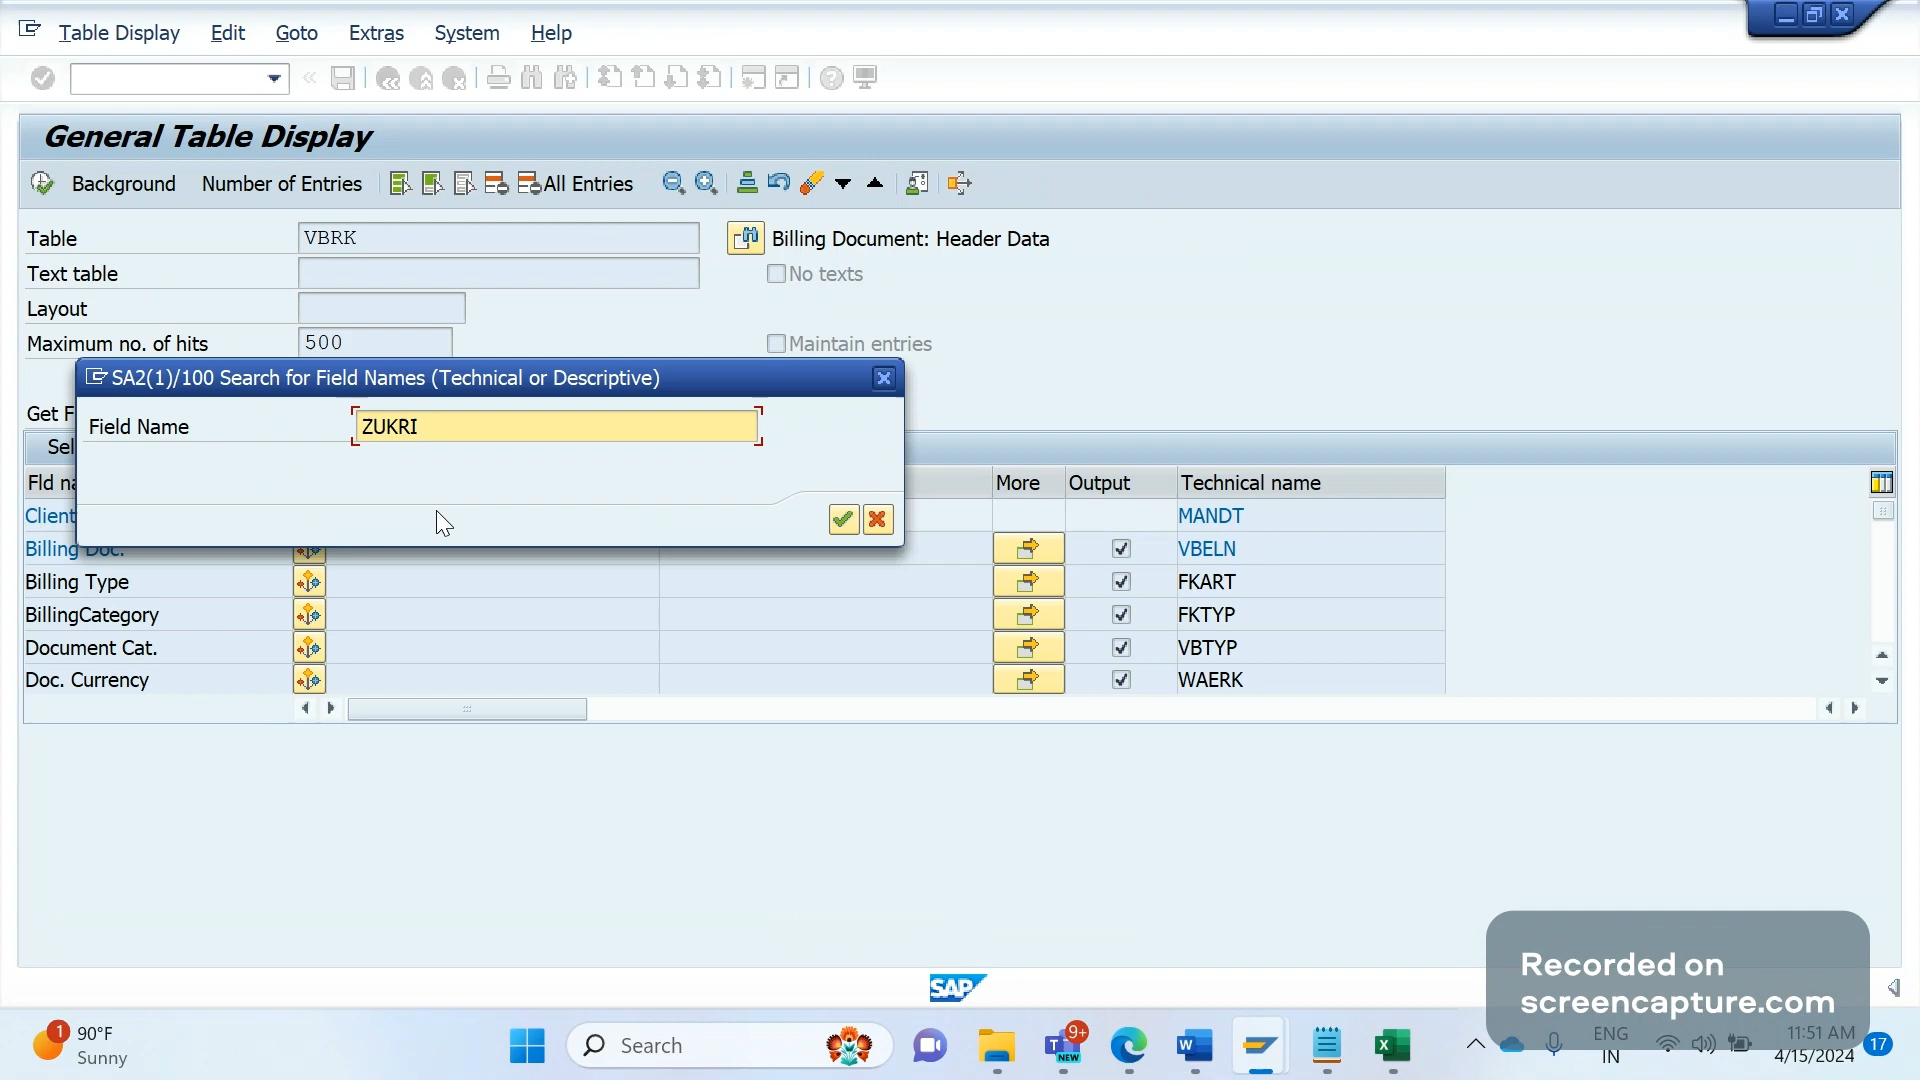 Table Display Edit Goto Extras System Help
General Table Display
Background Number of Entries All Entries
Table VBRK Billing Document: Header Data
Text table No texts
Layout
Maximum no. of hits 500 Maintain entries
SA2(1)/100 Search for Field Names (Technical or Descriptive)
Get F
Field Name ZUKRI
Sel
Fld na More Output Technical name
Client MANDT
Billing Doc. VBELN
Billing Type FKART
BillingCategory FKTYP
Document Cat. VBTYP
Doc. Currency WAERK
Recorded on
screencapture.com
SAP
1 90°F
Sunny
Search
9+
T NEW
W
X
ENG
IN
11:51 AM
4/15/2024
17